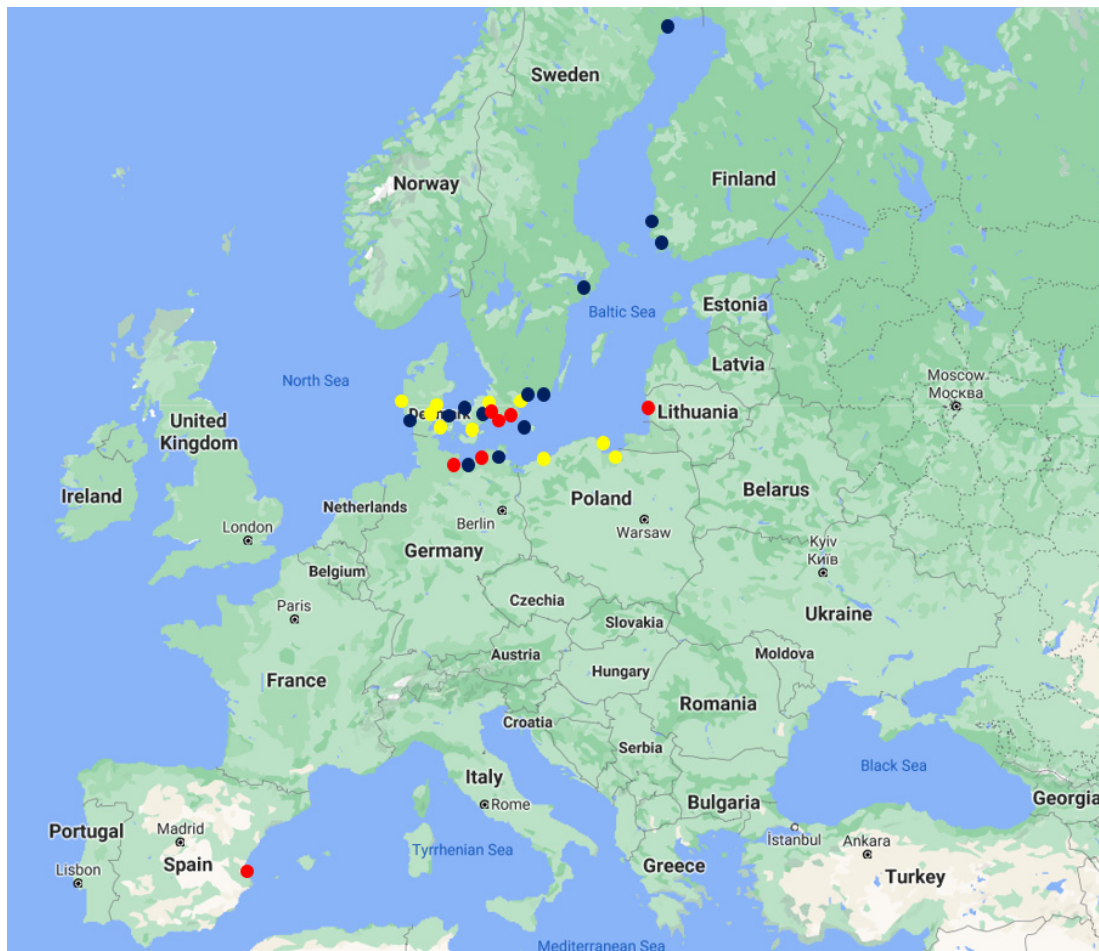 Sweden
Norway
Finland
Baltic Sea
Estonia
Latvia
Moscow
Москва
North Sea
Denmark
Lithuania
United
Kingdom
Ireland
Belarus
Poland
Netherlands
Berlin
Warsaw
London
Germany
Kyiv
Київ
Belgium
Czechia
Paris
Ukraine
Slovakia
Austria
Moldova
Hungary
France
Romania
Croatia
Serbia
Black Sea
Italy
Rome
Bulgaria
Georgia
Portugal
Madrid
İstanbul
Ankara
Tyrrhenian Sea
Spain
Greece
Lisbon
Turkey
Mediterranean Sea